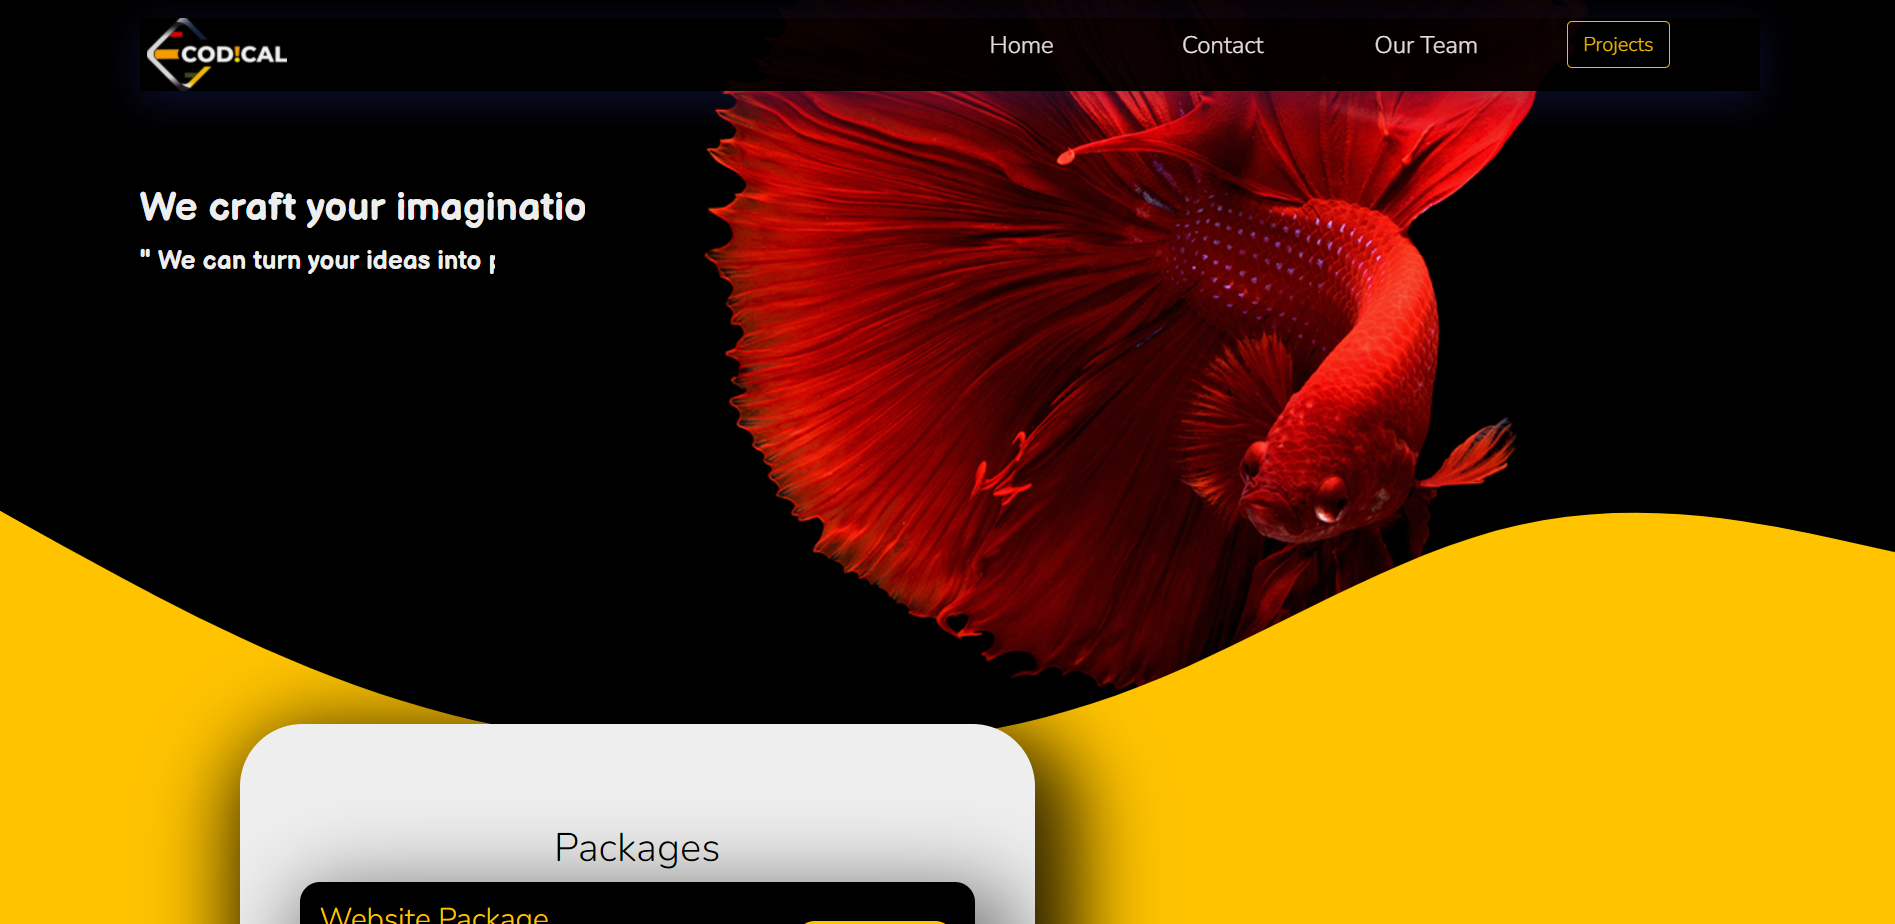 COD!CAL
Home
Contact
Our Team
Projects
We craft your imaginatio
" We can turn your ideas into
Packages
Website Package